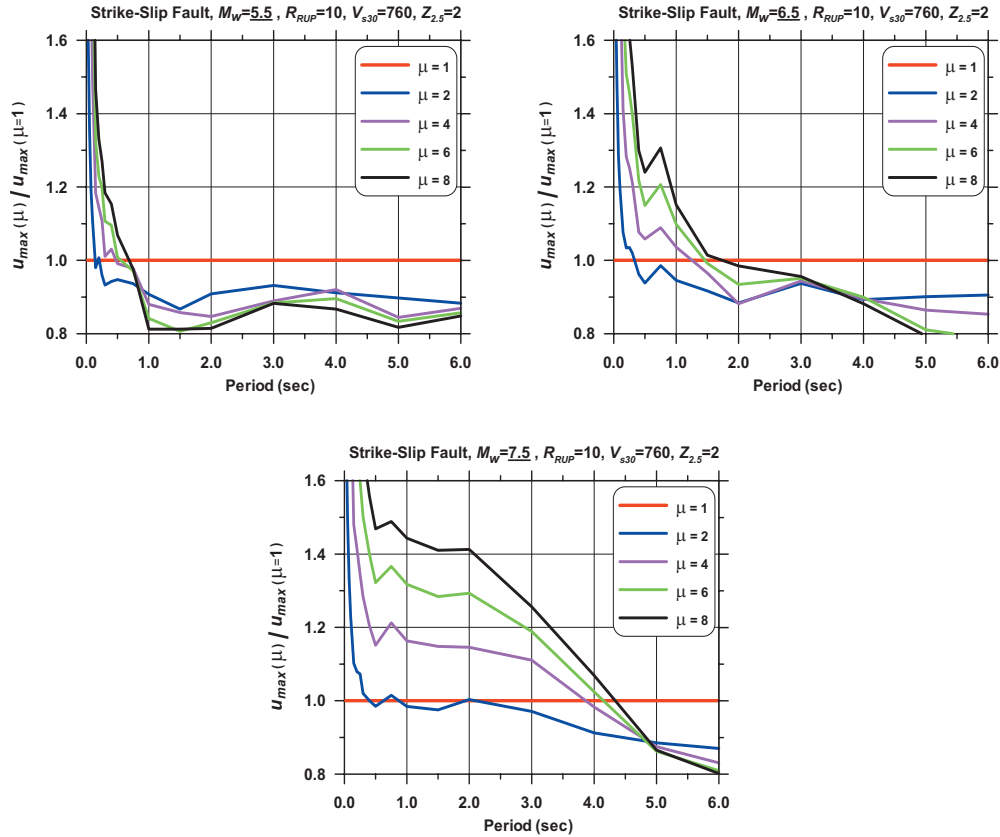 Strike-Slip Fault, MW=5.5 , RRUP=10, Vs30=760, Z2.5=2
1.6
1.4
1.2
1.0
0.8
umax(μ) / umax(μ=1)
μ = 1
μ = 2
μ = 4
μ = 6
μ = 8
0.0 1.0 2.0 3.0 4.0 5.0 6.0
Period (sec)
Strike-Slip Fault, MW=6.5 , RRUP=10, Vs30=760, Z2.5=2
1.6
1.4
1.2
1.0
0.8
umax(μ) / umax(μ=1)
μ = 1
μ = 2
μ = 4
μ = 6
μ = 8
0.0 1.0 2.0 3.0 4.0 5.0 6.0
Period (sec)
Strike-Slip Fault, MW=7.5 , RRUP=10, Vs30=760, Z2.5=2
1.6
1.4
1.2
1.0
0.8
umax(μ) / umax(μ=1)
μ = 1
μ = 2
μ = 4
μ = 6
μ = 8
0.0 1.0 2.0 3.0 4.0 5.0 6.0
Period (sec)